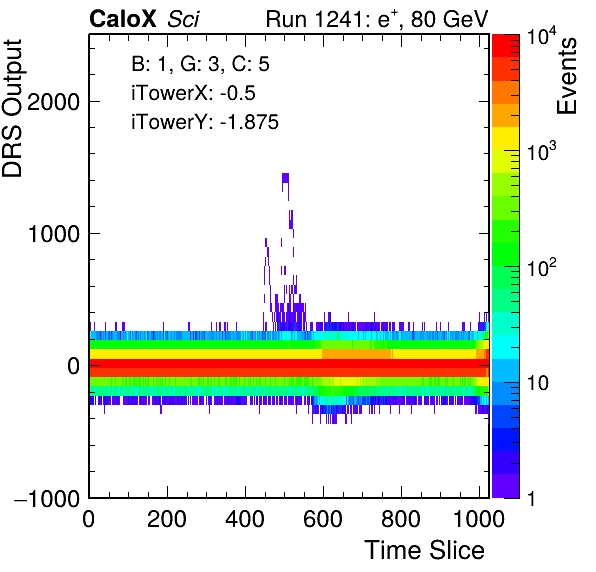 CaloX Sci Run 1241: e⁺, 80 GeV
B: 1, G: 3, C: 5
iTowerX: -0.5
iTowerY: -1.875
DRS Output
2000
1000
0
−1000
0 200 400 600 800 1000
Time Slice
Events
10⁴
10³
10²
10
1